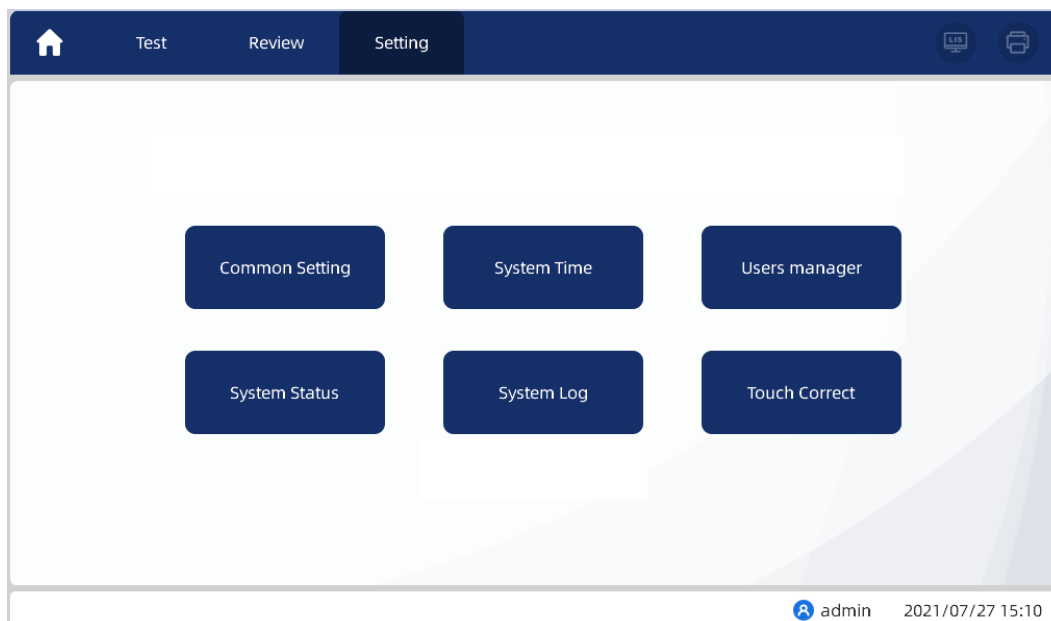 Test Review Setting LIS
Common Setting System Time Users manager
System Status System Log Touch Correct
admin 2021/07/27 15:10